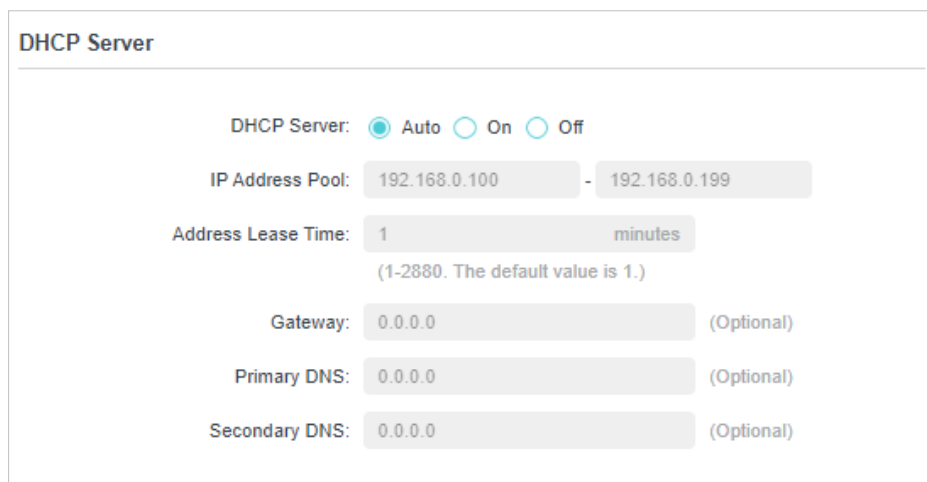 DHCP Server
DHCP Server: Auto On Off
IP Address Pool: 192.168.0.100 - 192.168.0.199
Address Lease Time: 1 minutes
(1-2880. The default value is 1.)
Gateway: 0.0.0.0 (Optional)
Primary DNS: 0.0.0.0 (Optional)
Secondary DNS: 0.0.0.0 (Optional)